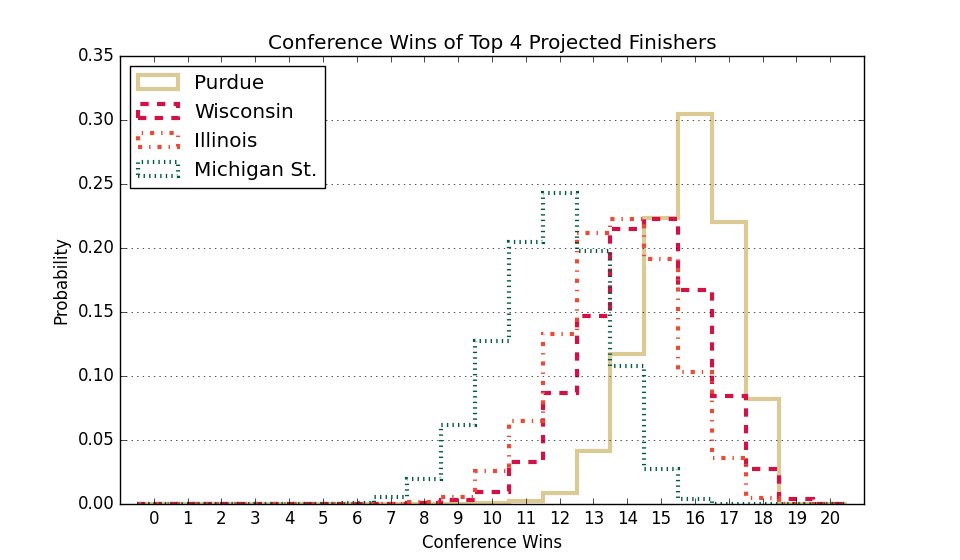 Conference Wins of Top 4 Projected Finishers
Purdue
Wisconsin
Illinois
Michigan St.
0.35
0.30
0.25
0.20
0.15
0.10
0.05
0.00
Probability
0 1 2 3 4 5 6 7 8 9 10 11 12 13 14 15 16 17 18 19 20
Conference Wins